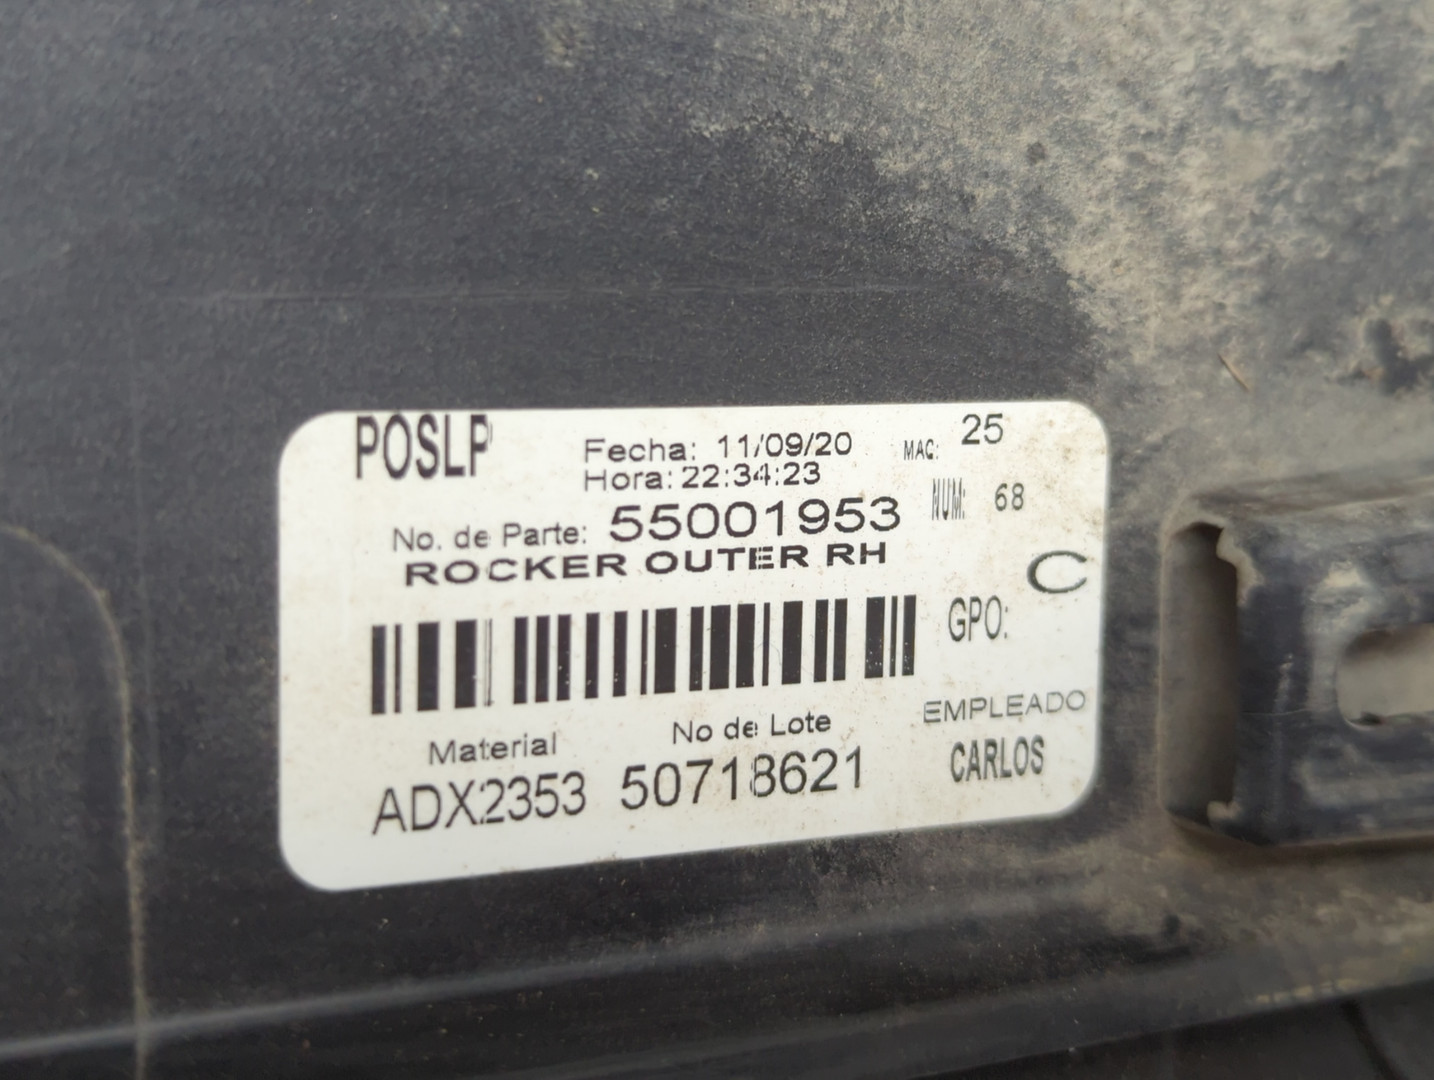 POSLP
Fecha: 11/09/20
MAC: 25
Hora: 22:34:23
NUM: 68
No. de Parte: 55001953
ROCKER OUTER RH
GPO: C
Material
No de Lote
EMPLEADO
ADX2353
50718621
CARLOS